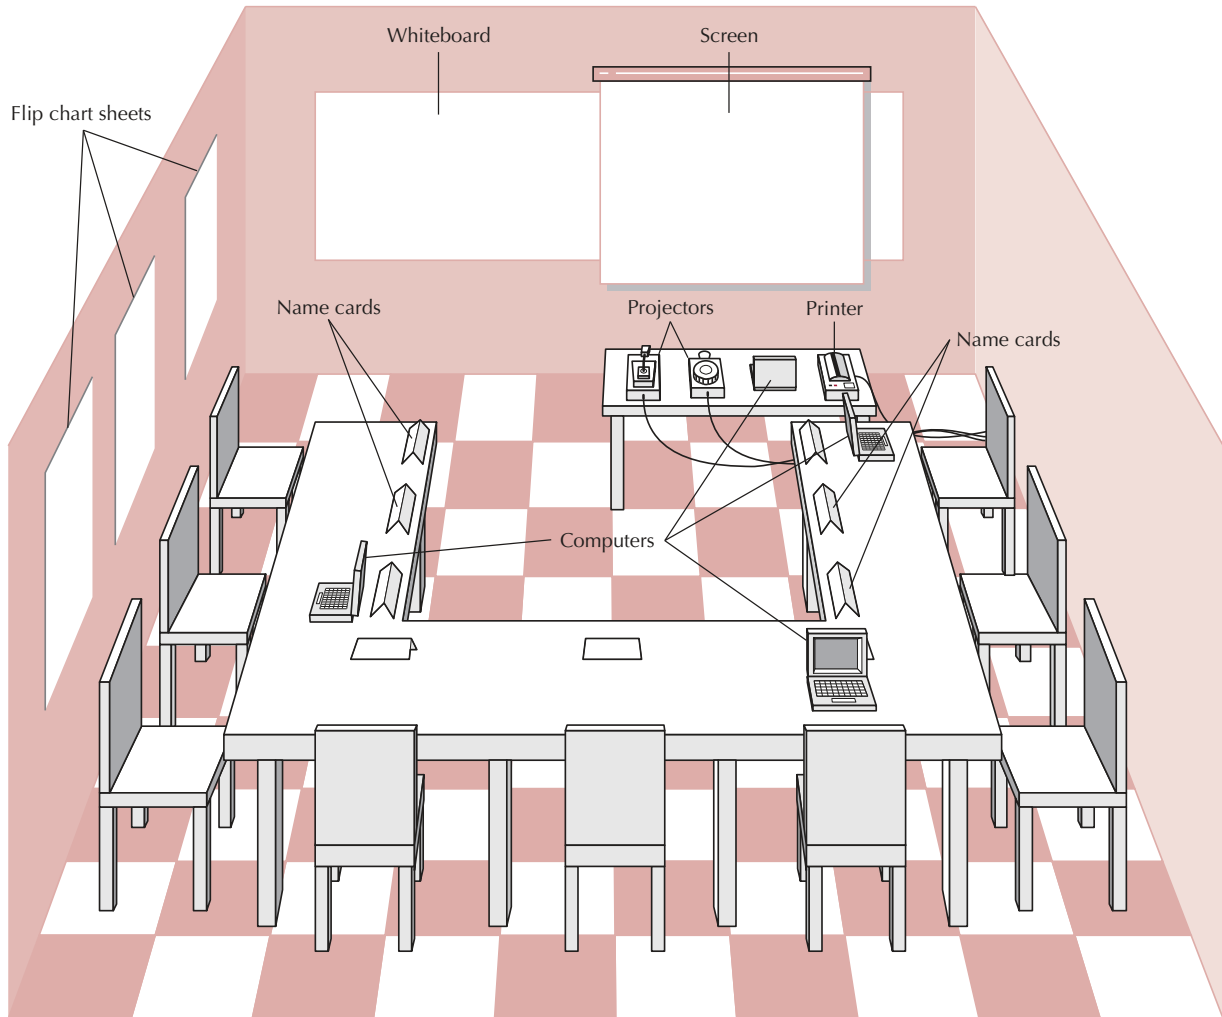 Whiteboard
Screen
Flip chart sheets
Name cards
Projectors
Printer
Name cards
Computers